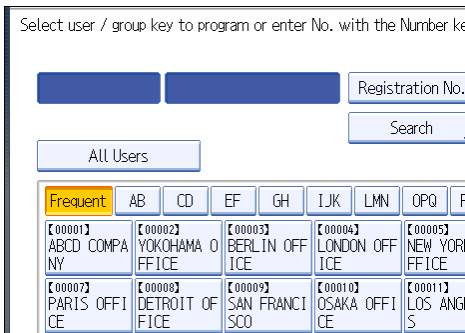 Select user / group key to program or enter No. with the Number
Registration No.
Search
All Users
Frequent AB CD EF GH IJK LMN OPQ
【00001】 【00002】 【00003】 【00004】 【00005】
ABCD COMPA YOKOHAMA O BERLIN OFF LONDON OFF NEW YOR
NY FFICE ICE ICE FFICE
【00007】 【00008】 【00009】 【00010】 【00011】
PARIS OFFI DETROIT OF SAN FRANCI OSAKA OFFI LOS ANG
CE FICE SCO CE S